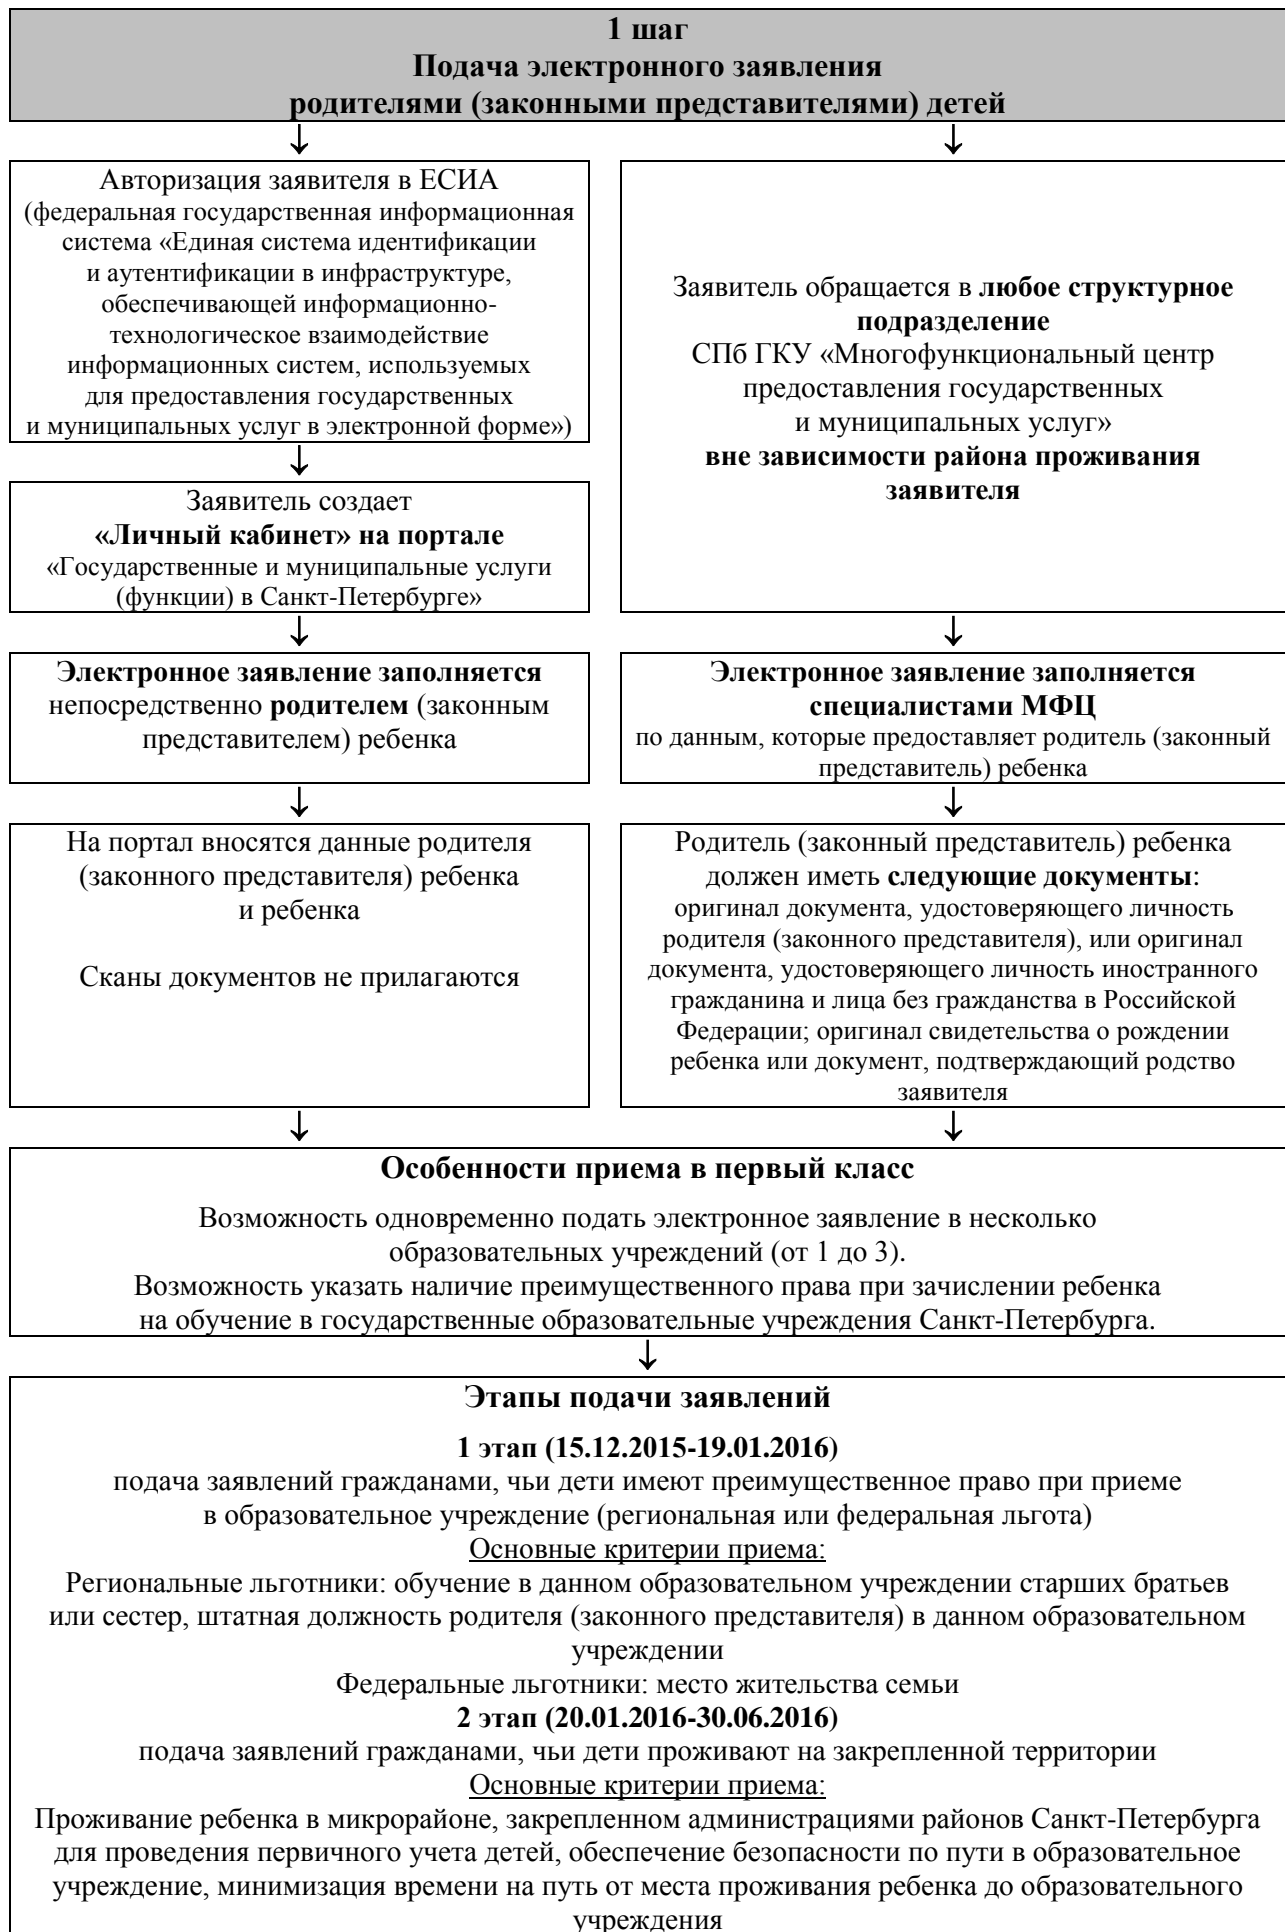 1 шаг
Подача электронного заявления
родителями (законными представителями) детей
Авторизация заявителя в ЕСИА
(федеральная государственная информационная
система «Единая система идентификации
и аутентификации в инфраструктуре,
обеспечивающей информационно-
технологическое взаимодействие
информационных систем, используемых
для предоставления государственных
и муниципальных услуг в электронной форме»)
Заявитель создает
«Личный кабинет» на портале
«Государственные и муниципальные услуги
(функции) в Санкт-Петербурге»
Электронное заявление заполняется
непосредственно родителем (законным
представителем) ребенка
На портал вносятся данные родителя
(законного представителя) ребенка
и ребенка
Сканы документов не прилагаются
Заявитель обращается в любое структурное
подразделение
СПб ГКУ «Многофункциональный центр
предоставления государственных
и муниципальных услуг»
вне зависимости района проживания
заявителя
Электронное заявление заполняется
специалистами МФЦ
по данным, которые предоставляет родитель (законный
представитель) ребенка
Родитель (законный представитель) ребенка
должен иметь следующие документы:
оригинал документа, удостоверяющего личность
родителя (законного представителя), или оригинал
документа, удостоверяющего личность иностранного
гражданина и лица без гражданства в Российской
Федерации; оригинал свидетельства о рождении
ребенка или документ, подтверждающий родство
заявителя
Особенности приема в первый класс
Возможность одновременно подать электронное заявление в несколько
образовательных учреждений (от 1 до 3).
Возможность указать наличие преимущественного права при зачислении ребенка
на обучение в государственные образовательные учреждения Санкт-Петербурга.
Этапы подачи заявлений
1 этап (15.12.2015-19.01.2016)
подача заявлений гражданами, чьи дети имеют преимущественное право при приеме
в образовательное учреждение (региональная или федеральная льгота)
Основные критерии приема:
Региональные льготники: обучение в данном образовательном учреждении старших братьев
или сестер, штатная должность родителя (законного представителя) в данном образовательном
учреждении
Федеральные льготники: место жительства семьи
2 этап (20.01.2016-30.06.2016)
подача заявлений гражданами, чьи дети проживают на закрепленной территории
Основные критерии приема:
Проживание ребенка в микрорайоне, закрепленном администрациями районов Санкт-Петербурга
для проведения первичного учета детей, обеспечение безопасности по пути в образовательное
учреждение, минимизация времени на путь от места проживания ребенка до образовательного
учреждения